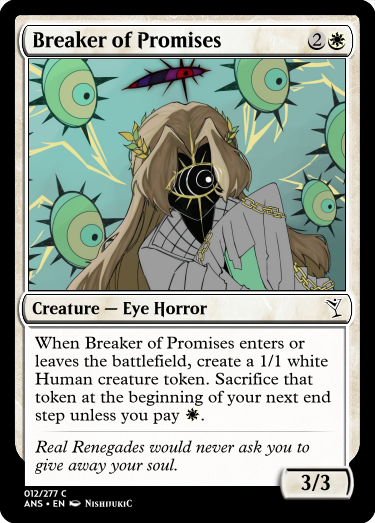 Breaker of Promises 2
Creature — Eye Horror
When Breaker of Promises enters or
leaves the battlefield, create a 1/1 white
Human creature token. Sacrifice that
token at the beginning of your next end
step unless you pay .
Real Renegades would never ask you to
give away your soul.
3/3
012/277 C
ANS • EN NishijukiC